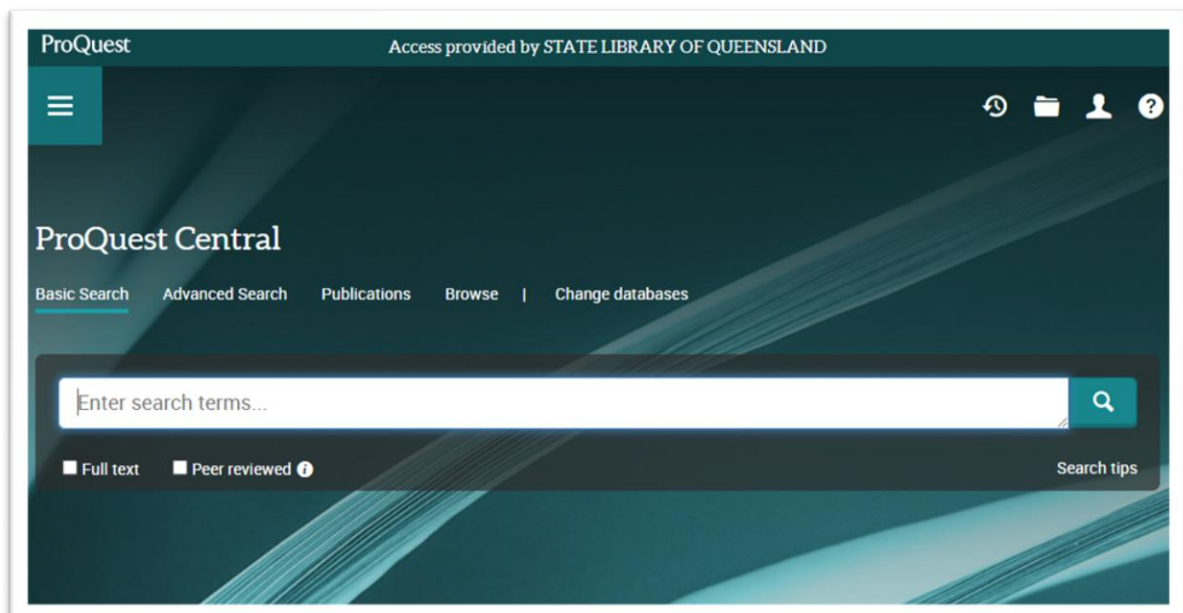 ProQuest Access provided by STATE LIBRARY OF QUEENSLAND
ProQuest Central
Basic Search Advanced Search Publications Browse | Change databases
Enter search terms...
Full text Peer reviewed Search tips